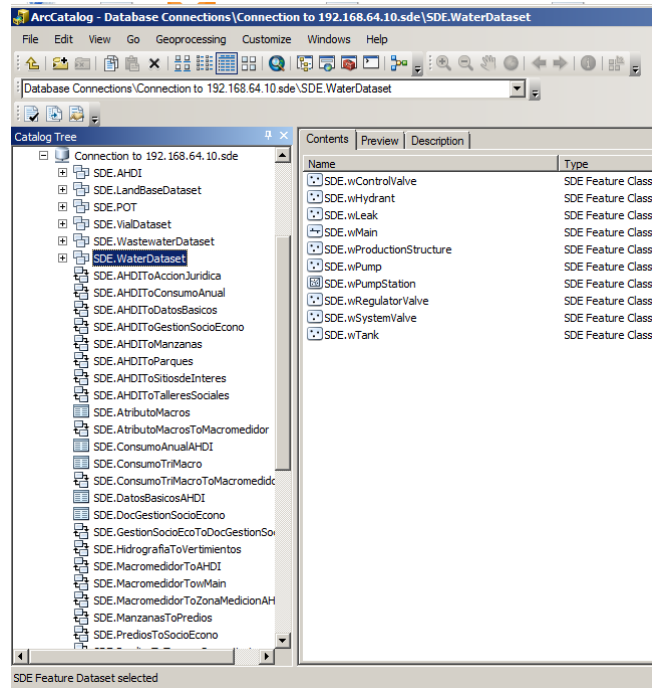 ArcCatalog - Database Connections\Connection to 192.168.64.10.sde\SDE.WaterDataset
File Edit View Go Geoprocessing Customize Windows Help
Database Connections\Connection to 192.168.64.10.sde\SDE.WaterDataset
Catalog Tree
Connection to 192.168.64.10.sde
SDE.AHDI
SDE.LandBaseDataset
SDE.POT
SDE.VialDataset
SDE.WastewaterDataset
SDE.WaterDataset
SDE.AHDIToAccionJuridica
SDE.AHDIToConsumoAnual
SDE.AHDIToDatosBasicos
SDE.AHDIToGestionSocioEcono
SDE.AHDIToManzanas
SDE.AHDIToParques
SDE.AHDIToSitiosdeInteres
SDE.AHDIToTalleresSociales
SDE.AtributoMacros
SDE.AtributoMacrosToMacromedidor
SDE.ConsumoAnualAHDI
SDE.ConsumoTriMacro
SDE.ConsumoTriMacroToMacromedidc
SDE.DatosBasicosAHDI
SDE.DocGestionSocioEcono
SDE.GestionSocioEcoToDocGestionSo
SDE.HidrografiaToVertimientos
SDE.MacromedidorToAHDI
SDE.MacromedidorTowMain
SDE.MacromedidorToZonaMedicionAH
SDE.ManzanasToPredios
SDE.PrediosToSocioEcono
Contents Preview Description
Name Type
SDE.wControlValve SDE Feature Class
SDE.wHydrant SDE Feature Class
SDE.wLeak SDE Feature Class
SDE.wMain SDE Feature Class
SDE.wProductionStructure SDE Feature Class
SDE.wPump SDE Feature Class
SDE.wPumpStation SDE Feature Class
SDE.wRegulatorValve SDE Feature Class
SDE.wSystemValve SDE Feature Class
SDE.wTank SDE Feature Class
SDE Feature Dataset selected